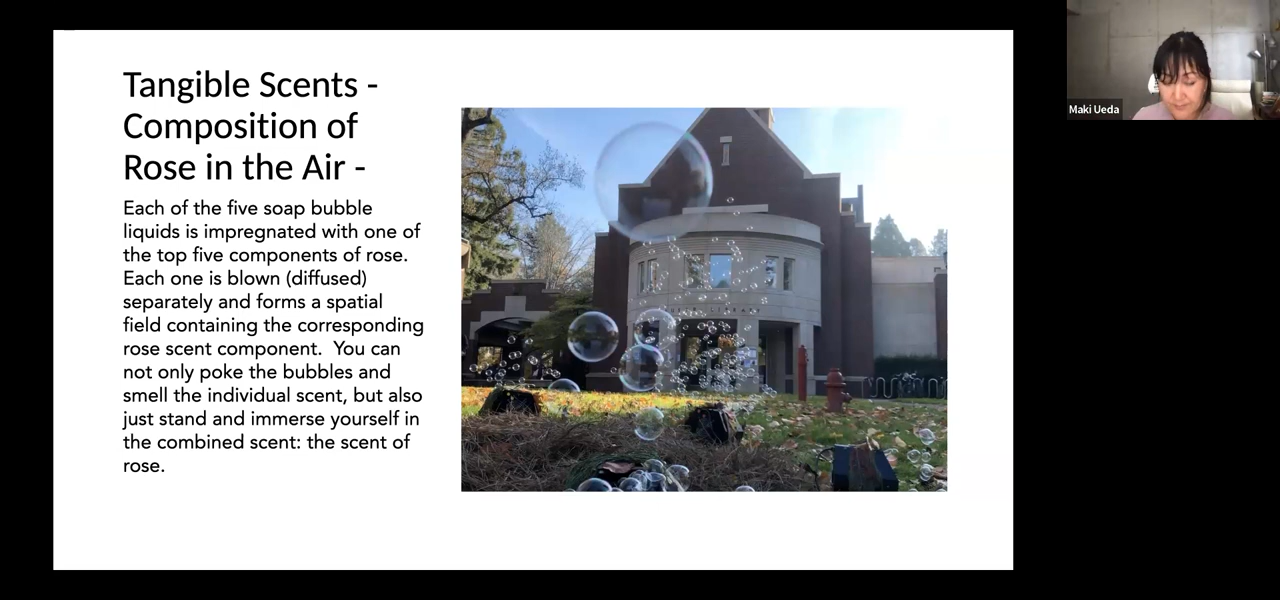 Tangible Scents -
Composition of
Rose in the Air -
Each of the five soap bubble
liquids is impregnated with one of
the top five components of rose.
Each one is blown (diffused)
separately and forms a spatial
field containing the corresponding
rose scent component.  You can
not only poke the bubbles and
smell the individual scent, but also
just stand and immerse yourself in
the combined scent: the scent of
rose.
Maki Ueda